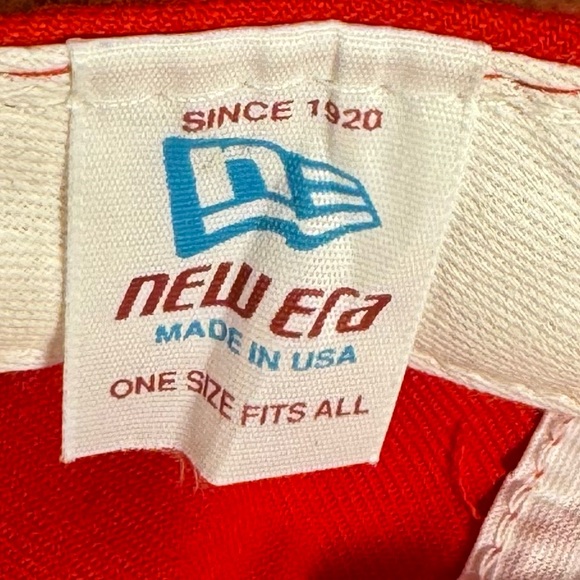 SINCE 1920
n
new era
MADE IN USA
ONE SIZE FITS ALL